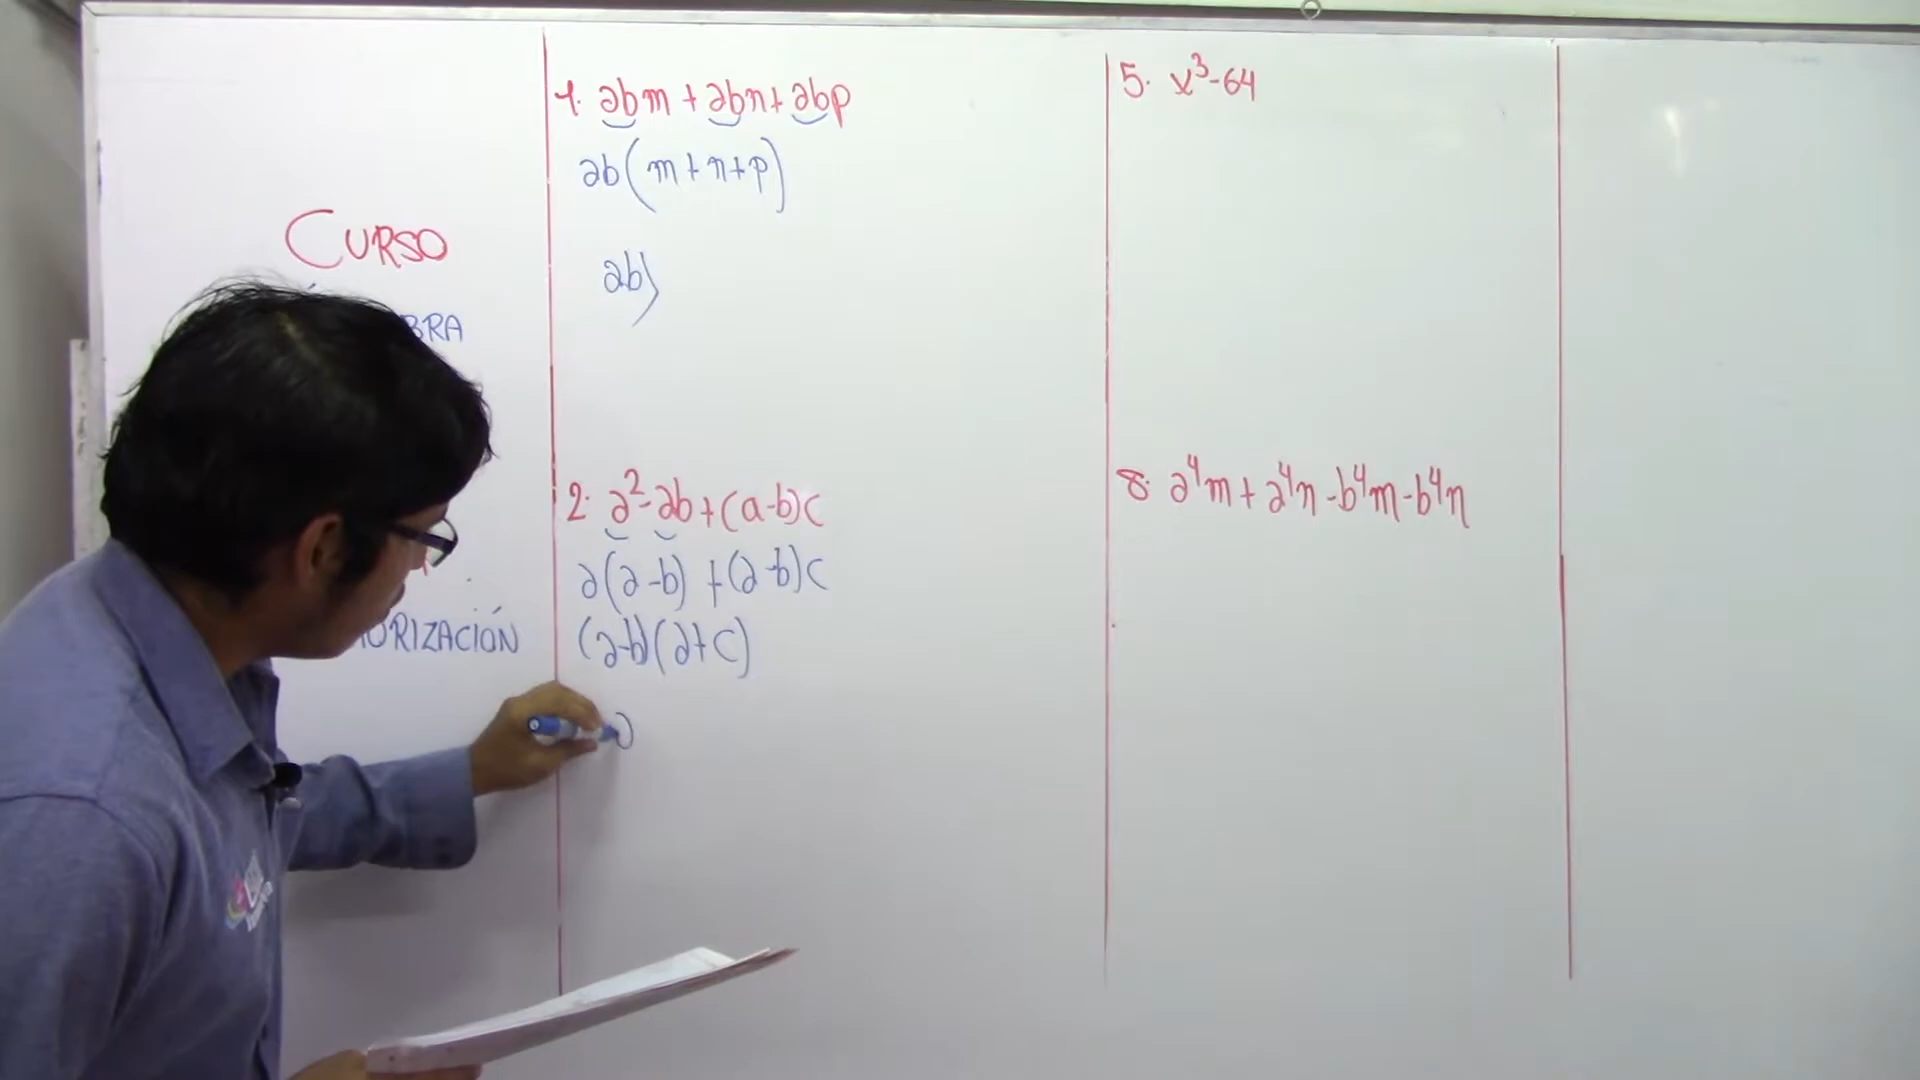 CURSO
BRA
ORIZACIÓN
1. abm + abn + abp
ab(m+n+p)
ab)
2. a²-ab+(a-b)c
a(a-b)+(a-b)c
(a-b)(a+c)
5. x³-64
8. a⁴m + a⁴n - b⁴m - b⁴n